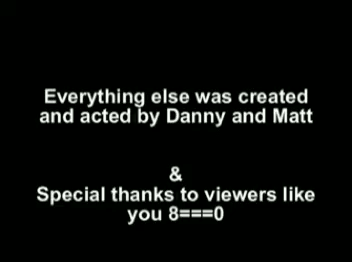 Everything else was created
and acted by Danny and Matt
&
Special thanks to viewers like
you 8===0